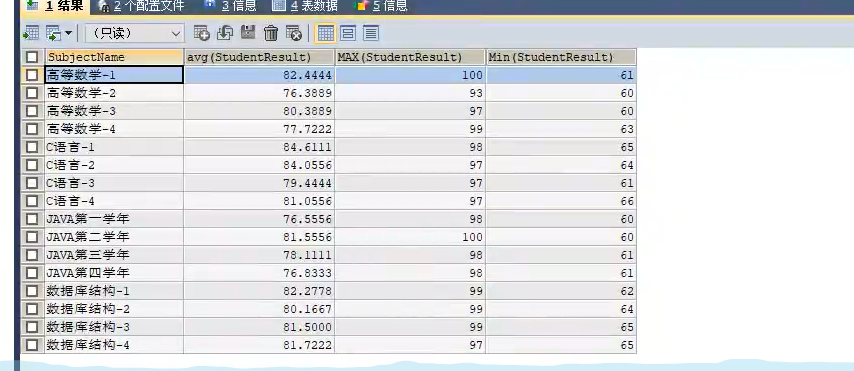 1 结果 2 个配置文件 3 信息 4 表数据 5 信息
（只读）
SubjectName avg(StudentResult) MAX(StudentResult) Min(StudentResult)
高等数学-1 82.4444 100 61
高等数学-2 76.3889 93 60
高等数学-3 80.3889 97 60
高等数学-4 77.7222 99 63
C语言-1 84.6111 98 65
C语言-2 84.0556 97 64
C语言-3 79.4444 97 61
C语言-4 81.0556 97 66
JAVA第一学年 76.5556 98 60
JAVA第二学年 81.5556 100 60
JAVA第三学年 78.1111 98 61
JAVA第四学年 76.8333 98 61
数据库结构-1 82.2778 99 62
数据库结构-2 80.1667 99 64
数据库结构-3 81.5000 99 65
数据库结构-4 81.7222 97 65